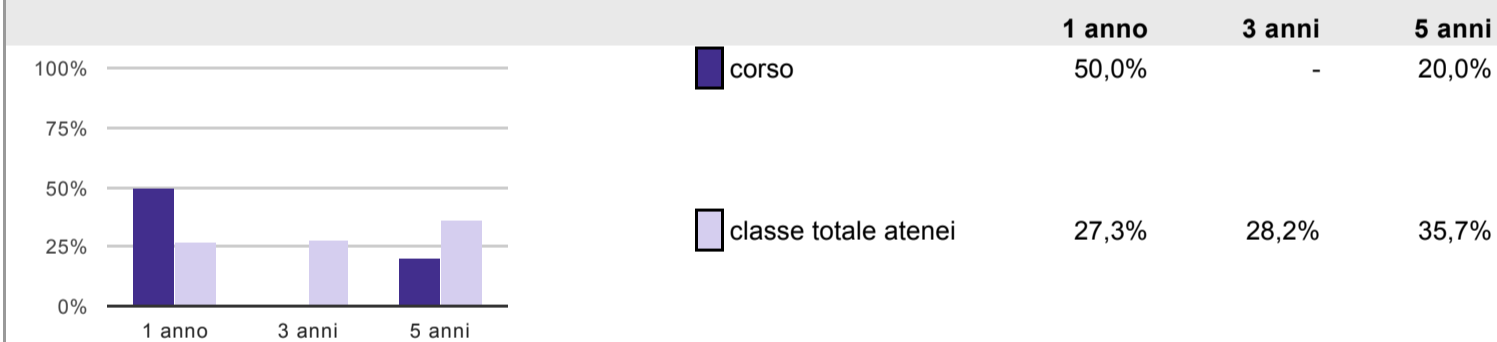 1 anno 3 anni 5 anni
100%
75%
50%
25%
0%
1 anno 3 anni 5 anni
corso 50,0% - 20,0%
classe totale atenei 27,3% 28,2% 35,7%